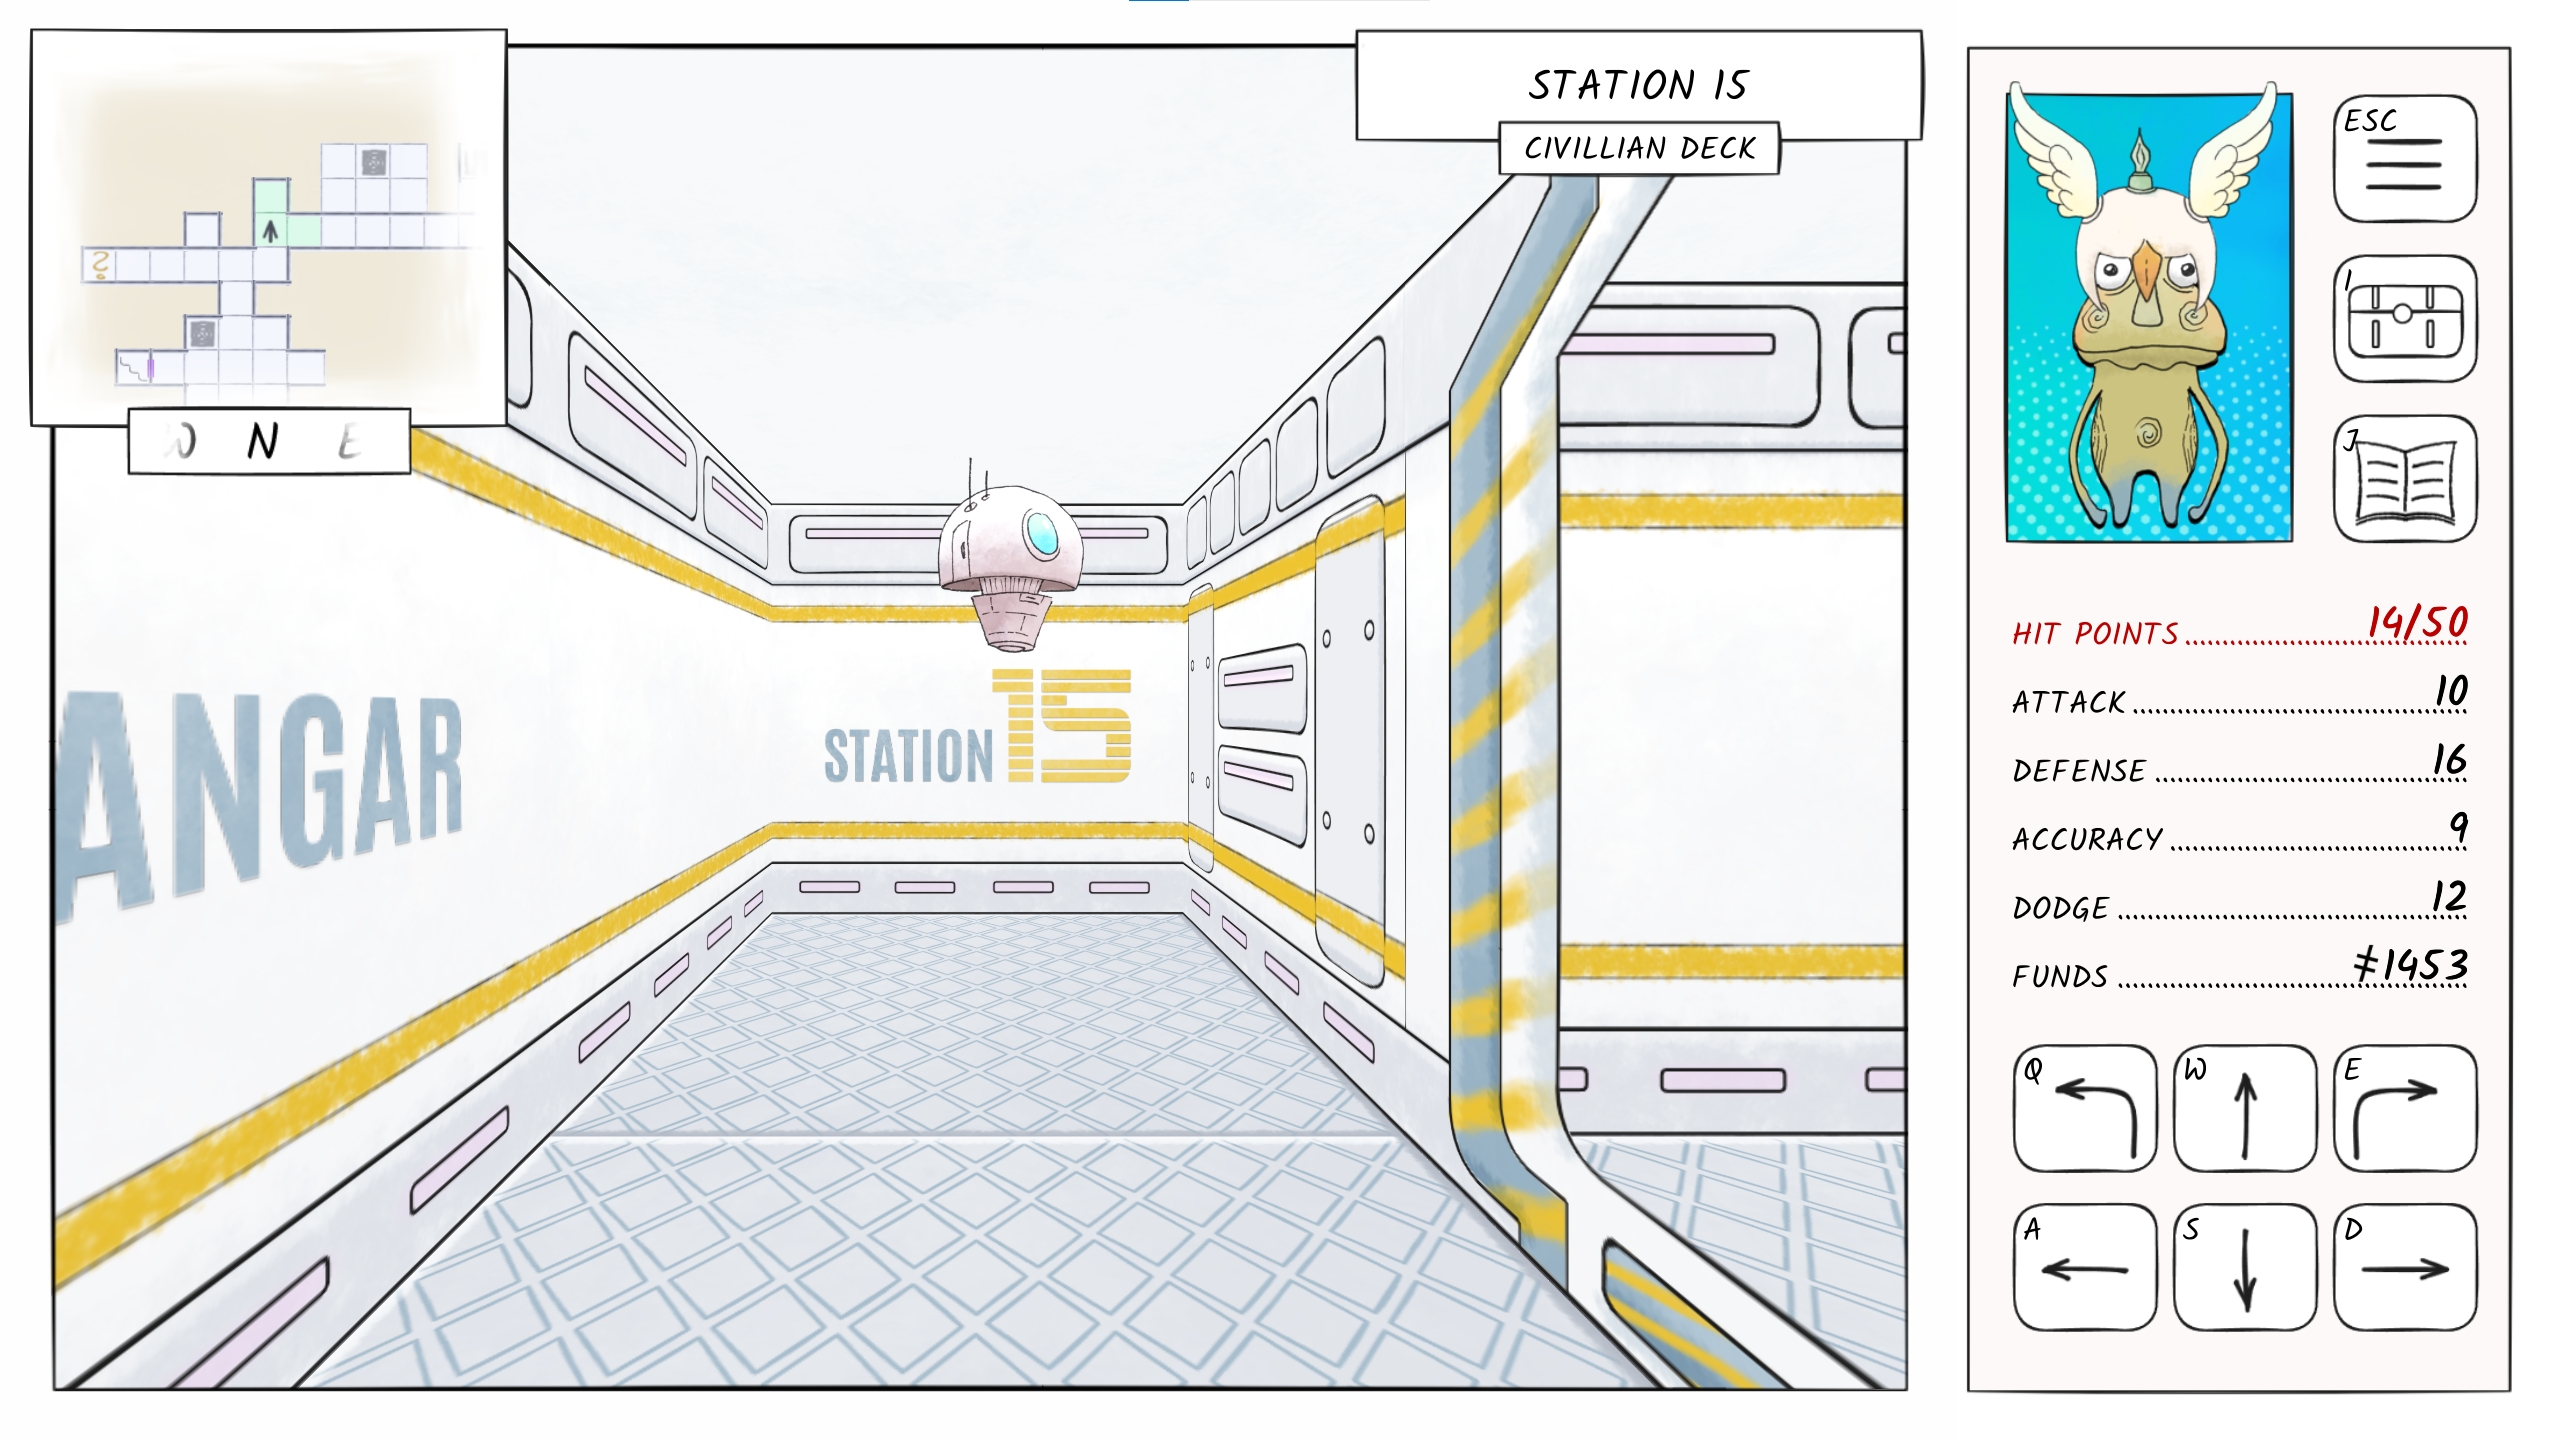 STATION 15
CIVILLIAN DECK
W N E
ANGAR
STATION 15
ESC
I
J
HIT POINTS 14/50
ATTACK 10
DEFENSE 16
ACCURACY 9
DODGE 12
FUNDS ‡1453
Q W E
A S D